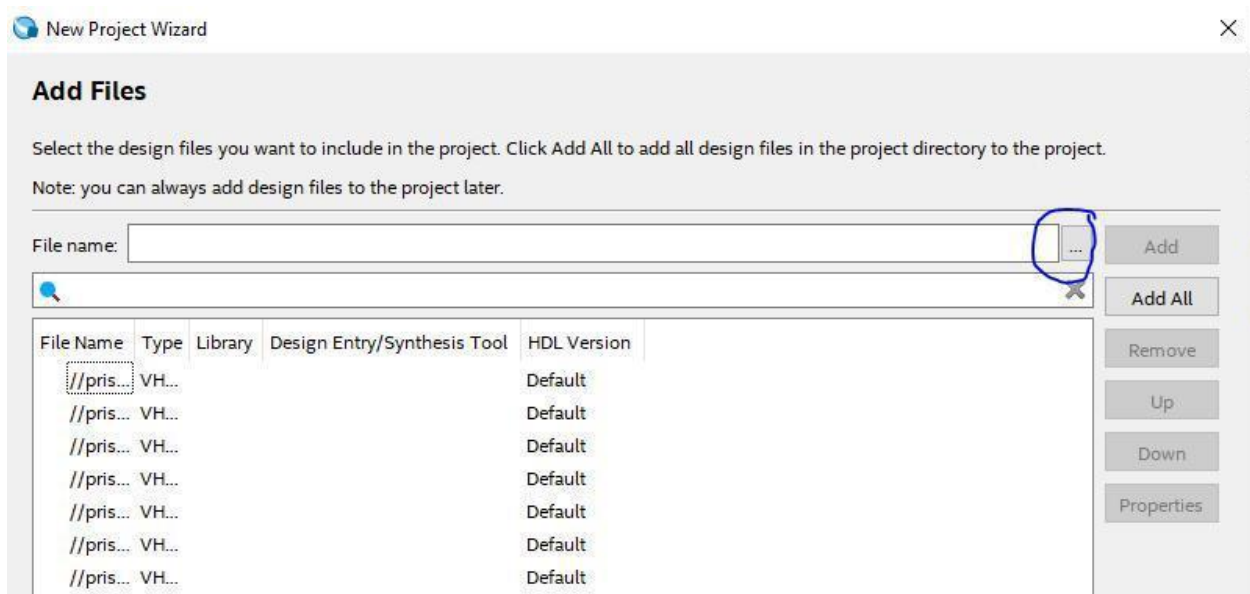 New Project Wizard
Add Files
Select the design files you want to include in the project. Click Add All to add all design files in the project directory to the project.
Note: you can always add design files to the project later.
File name: ... Add
Add All
File Name Type Library Design Entry/Synthesis Tool HDL Version
Remove
//pris... VH... Default
Up
//pris... VH... Default
//pris... VH... Default
Down
//pris... VH... Default
//pris... VH... Default
Properties
//pris... VH... Default
//pris... VH... Default